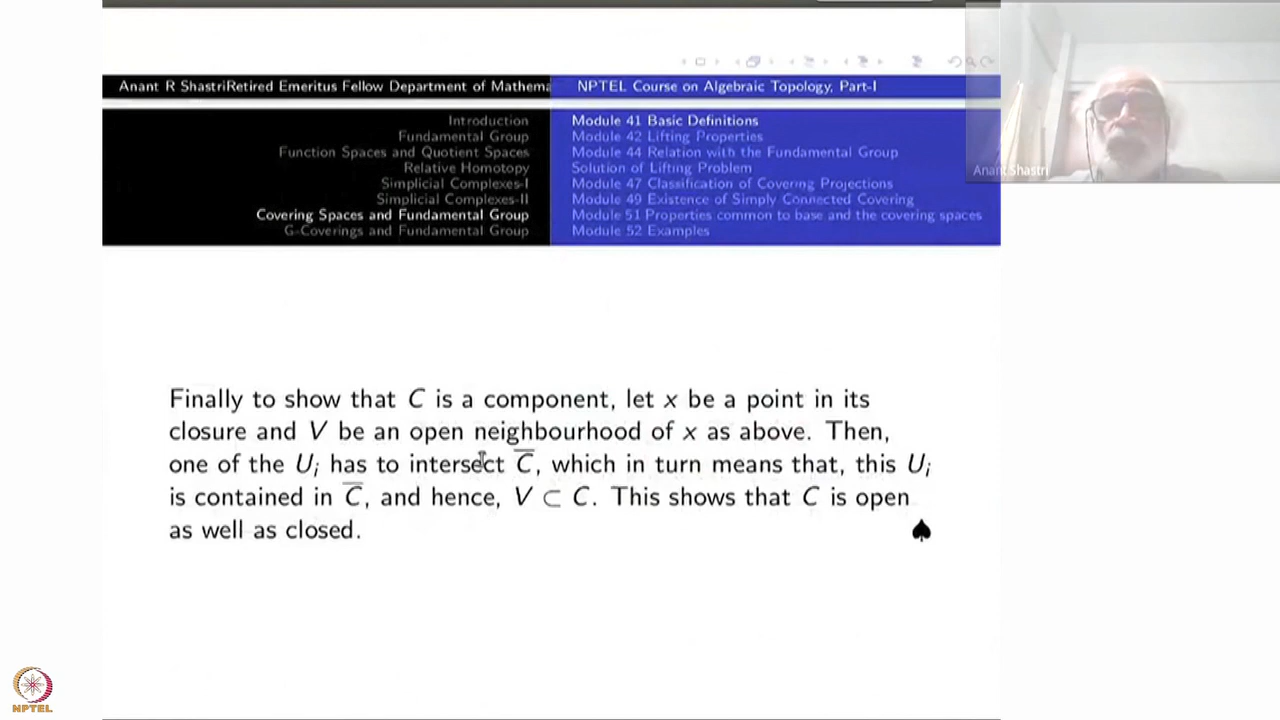 Anant R ShastriRetired Emeritus Fellow Department of Mathema
NPTEL Course on Algebraic Topology, Part-I
Introduction
Fundamental Group
Function Spaces and Quotient Spaces
Relative Homotopy
Simplicial Complexes-I
Simplicial Complexes-II
Covering Spaces and Fundamental Group
G-Coverings and Fundamental Group
Module 41 Basic Definitions
Module 42 Lifting Properties
Module 44 Relation with the Fundamental Group
Solution of Lifting Problem
Module 47 Classification of Covering Projections
Module 49 Existence of Simply Connected Covering
Module 51 Properties common to base and the covering spaces
Module 52 Examples
Anant Shastri
Finally to show that C is a component, let x be a point in its
closure and V be an open neighbourhood of x as above. Then,
one of the U_i has to intersect C̅, which in turn means that, this U_i
is contained in C̅, and hence, V ⊂ C. This shows that C is open
as well as closed.
NPTEL